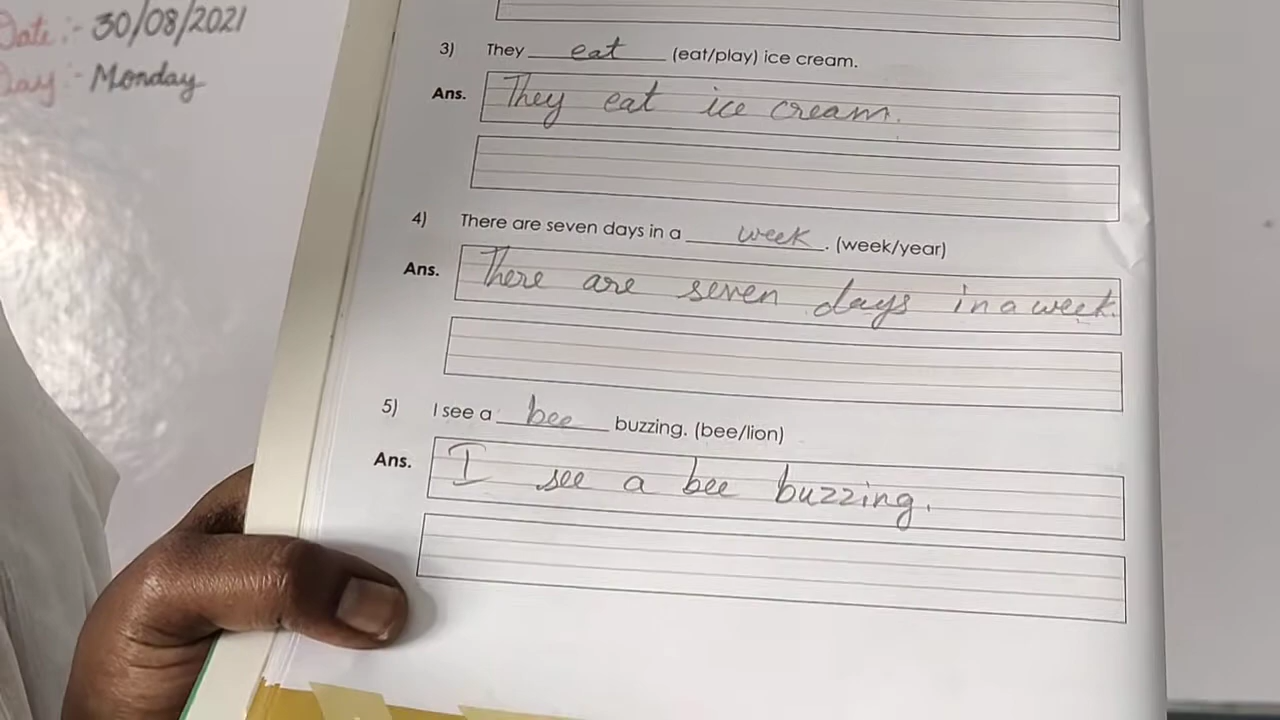 Date:- 30/08/2021
Day:- Monday
3) They eat (eat/play) ice cream.
Ans. They eat ice cream.
4) There are seven days in a week. (week/year)
Ans. There are seven days in a week.
5) I see a bee buzzing. (bee/lion)
Ans. I see a bee buzzing.